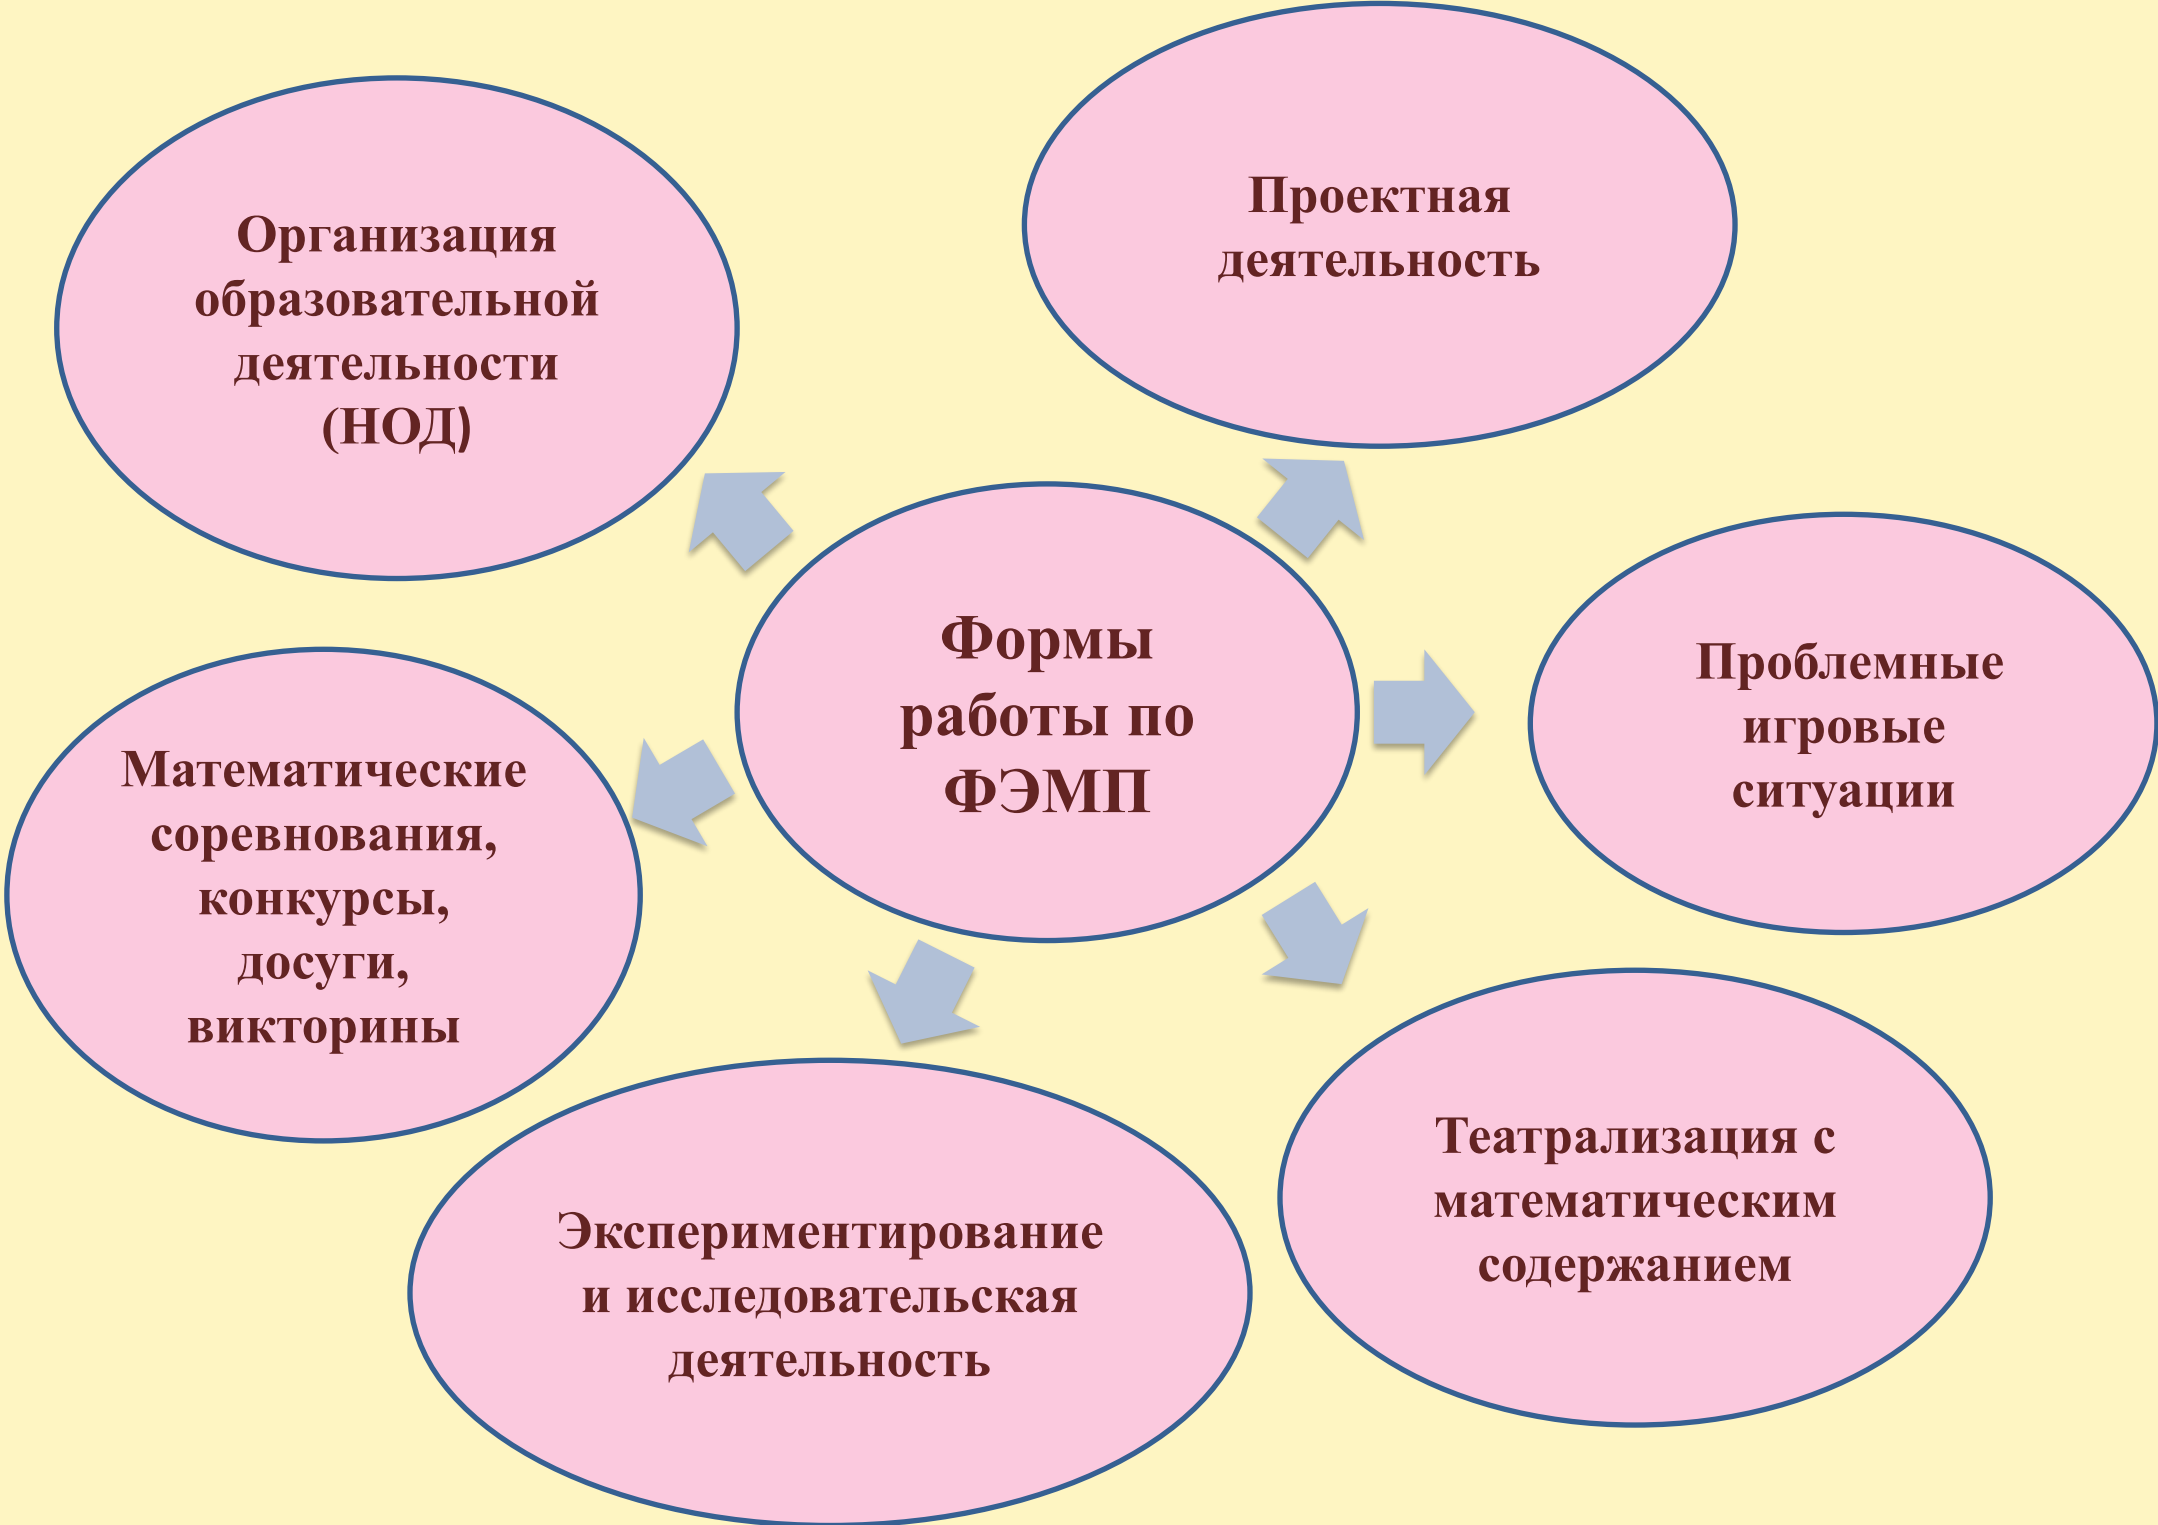 Организация
образовательной
деятельности
(НОД)
Проектная
деятельность
Формы
работы по
ФЭМП
Проблемные
игровые
ситуации
Математические
соревнования,
конкурсы,
досуги,
викторины
Театрализация с
математическим
содержанием
Экспериментирование
и исследовательская
деятельность